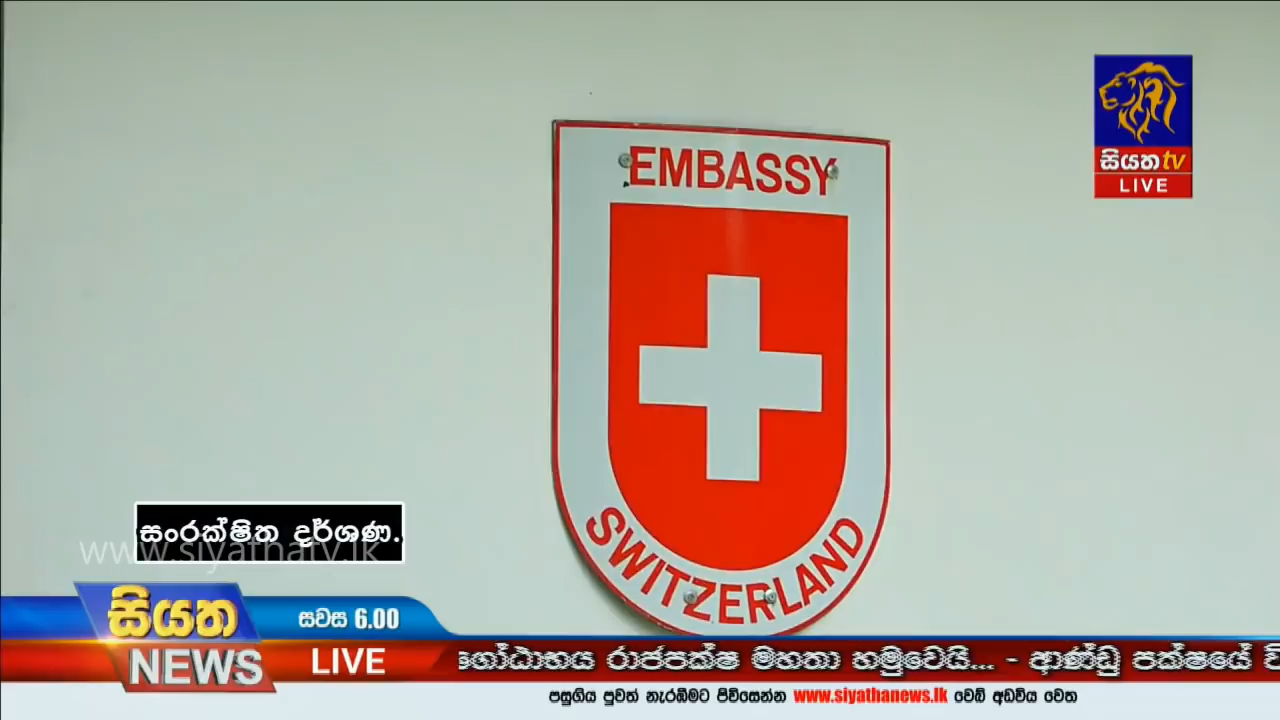 EMBASSY
SWITZERLAND
සියත tv
LIVE
සංරක්ෂිත දර්ශණ.
www.siyathatv.lk
සියත
NEWS
සවස 6.00
LIVE
ගෝඨාභය රාජපක්ෂ මහතා හමුවෙයි... - ආණ්ඩු පක්ෂයේ
පසුගිය පුවත් නැරඹීමට පිවිසෙන්න www.siyathanews.lk වෙබ් අඩවිය වෙත